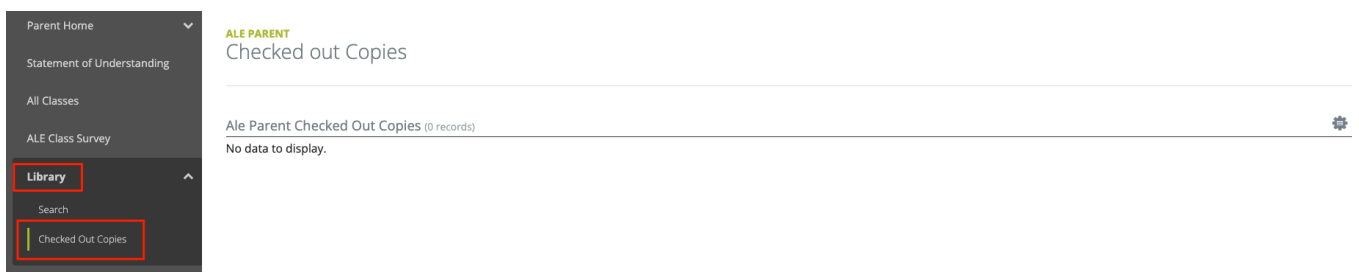 Parent Home
Statement of Understanding
All Classes
ALE Class Survey
Library
Search
Checked Out Copies
ALE PARENT
Checked out Copies
Ale Parent Checked Out Copies (0 records)
No data to display.